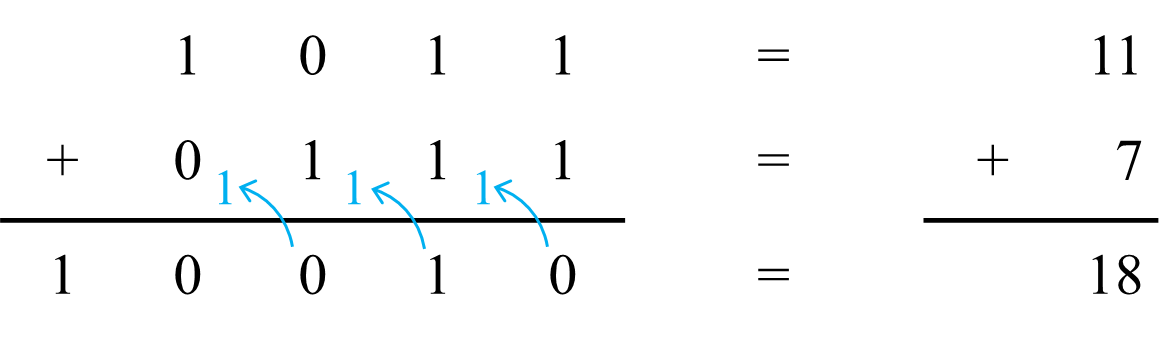 1 0 1 1 = 11
+ 0 1 1 1 = + 7
1 1 1
1 0 0 1 0 = 18